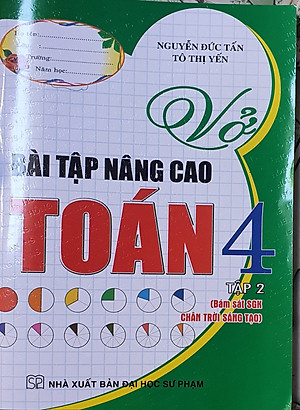 NGUYỄN ĐỨC TẤN
TÔ THỊ YẾN
Trường:
Năm học:
Vở
BÀI TẬP NÂNG CAO
TOÁN 4
TẬP 2
(Bám sát SGK
CHÂN TRỜI SÁNG TẠO)
NHÀ XUẤT BẢN ĐẠI HỌC SƯ PHẠM